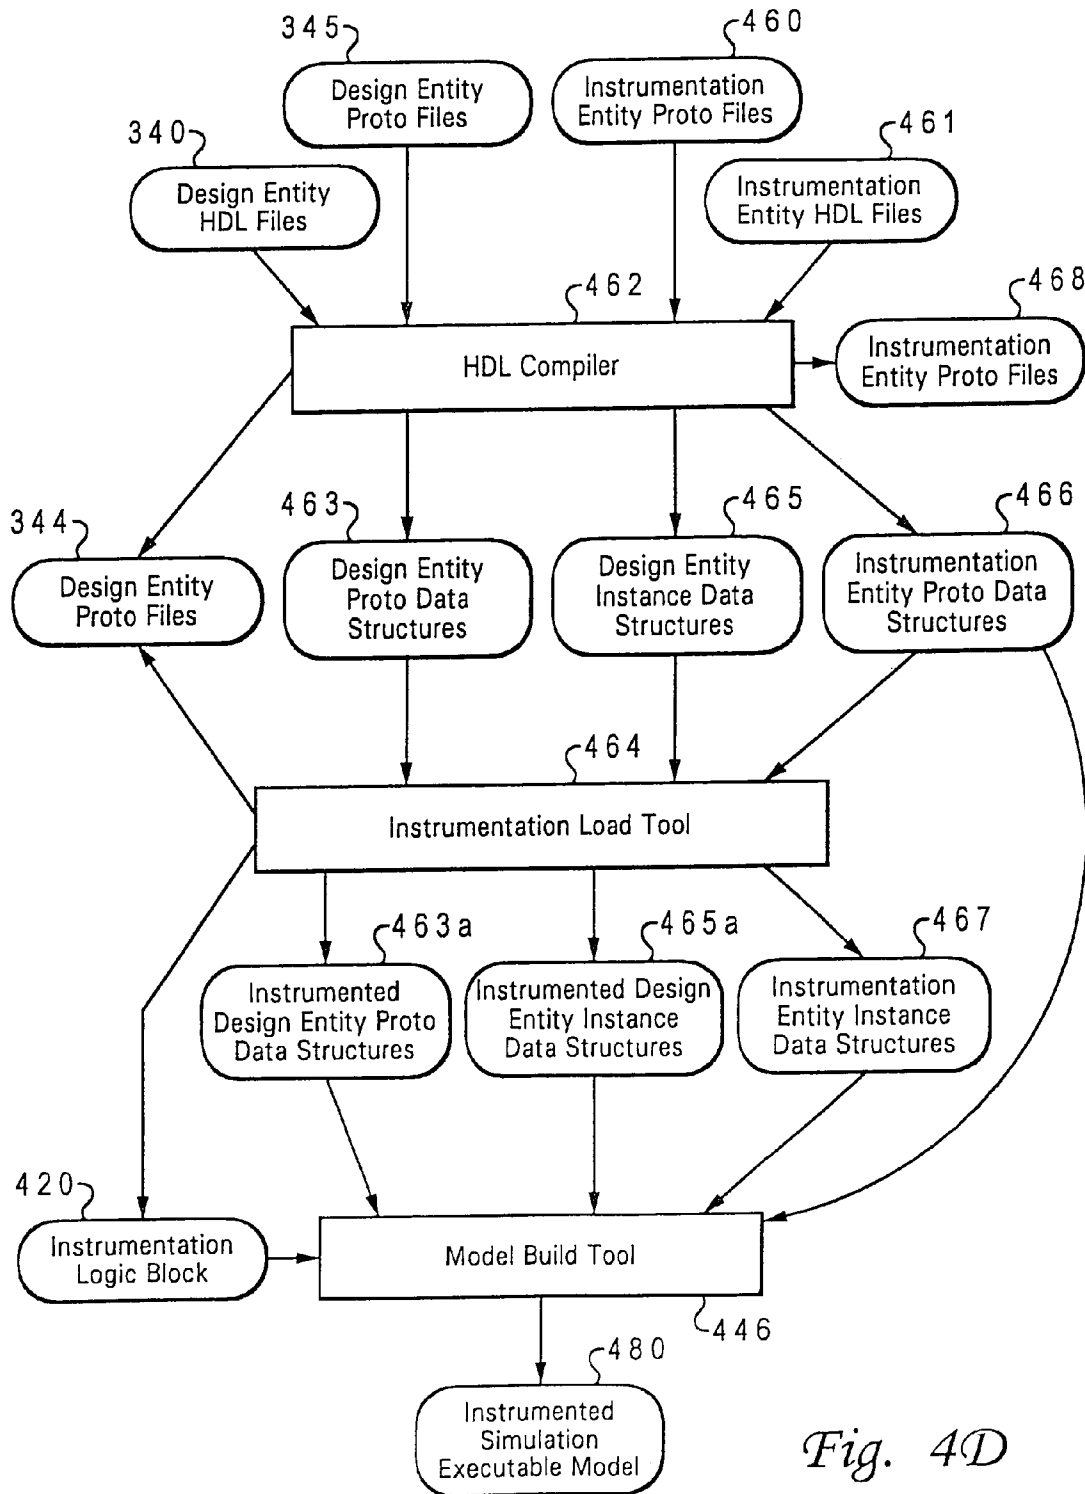 345
460
Design Entity
Proto Files
Instrumentation
Entity Proto Files
340
461
Design Entity
HDL Files
Instrumentation
Entity HDL Files
462
468
HDL Compiler
Instrumentation
Entity Proto Files
344
463
465
466
Design Entity
Proto Files
Design Entity
Proto Data
Structures
Design Entity
Instance Data
Structures
Instrumentation
Entity Proto Data
Structures
464
Instrumentation Load Tool
463a
465a
467
Instrumented
Design Entity Proto
Data Structures
Instrumented Design
Entity Instance
Data Structures
Instrumentation
Entity Instance
Data Structures
420
Instrumentation
Logic Block
Model Build Tool
446
480
Instrumented
Simulation
Executable Model
Fig. 4D